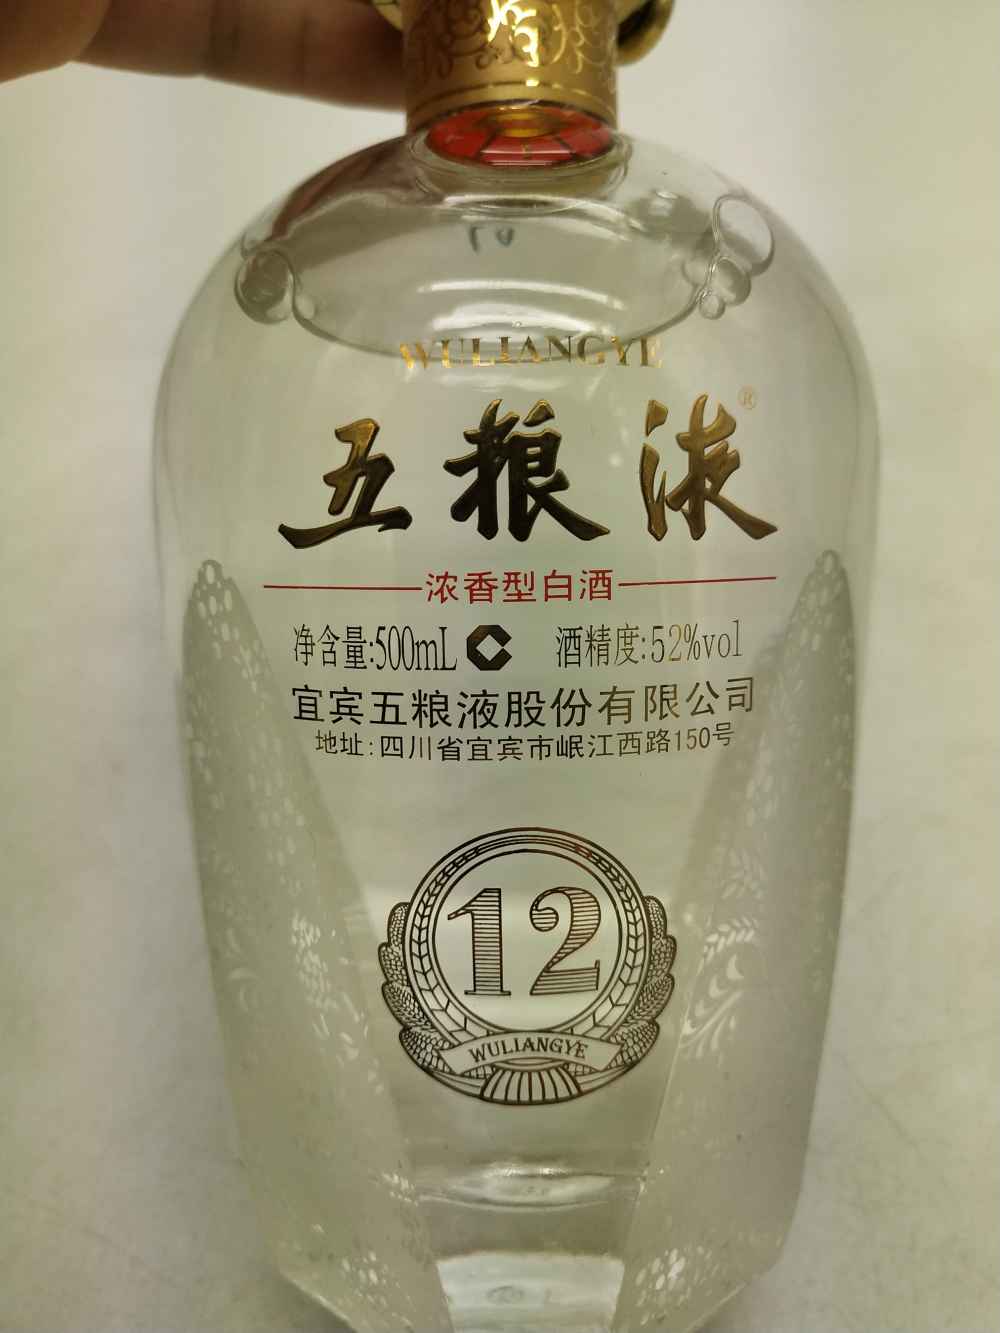 WULIANGYE
五粮液®
浓香型白酒
净含量:500mL 酒精度:52%vol
宜宾五粮液股份有限公司
地址:四川省宜宾市岷江西路150号
12
WULIANGYE